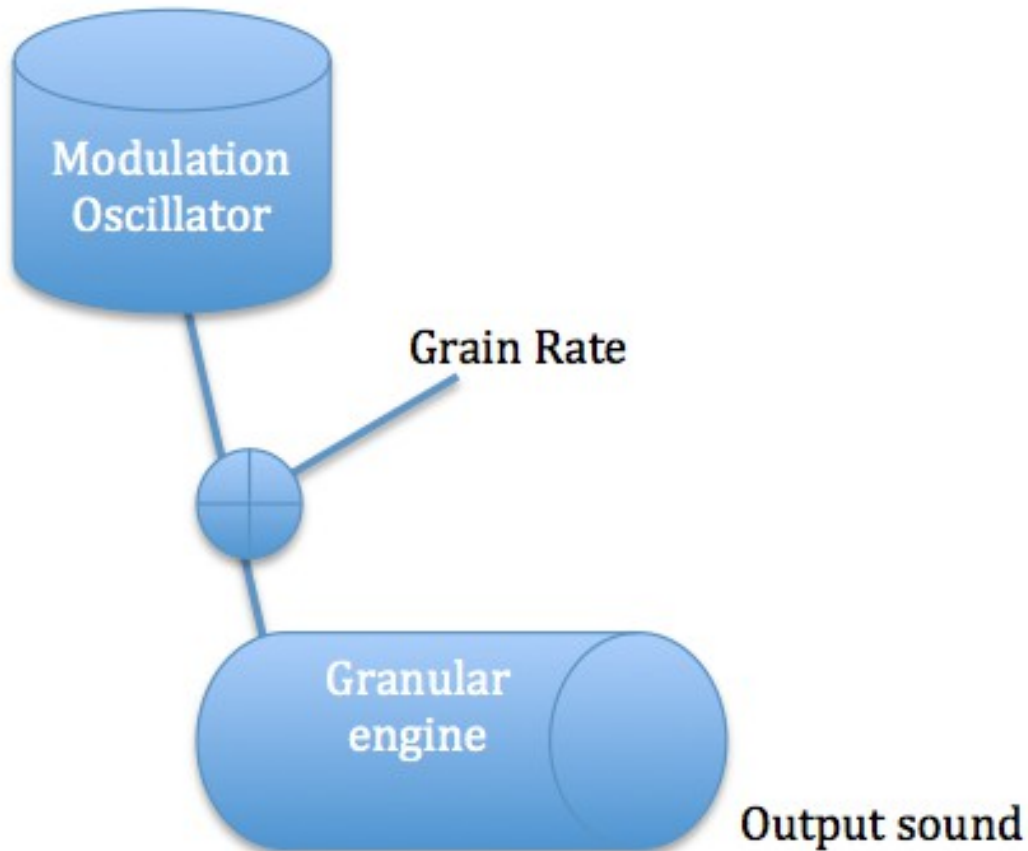 Modulation
Oscillator
Grain Rate
Granular
engine
Output sound